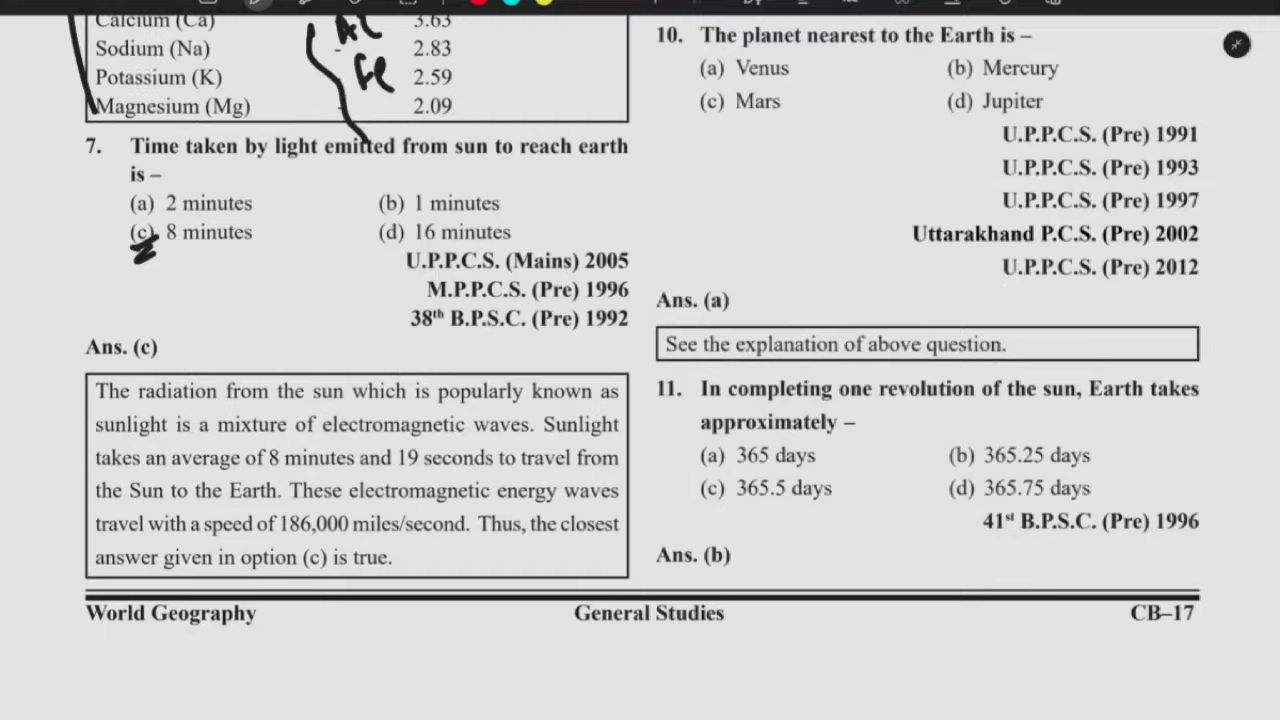 Calcium (Ca) 3.63
Sodium (Na) - 2.83
Potassium (K) 2.59
Magnesium (Mg) - 2.09
Al
Fe
7. Time taken by light emitted from sun to reach earth
is –
(a) 2 minutes (b) 1 minutes
(c) 8 minutes (d) 16 minutes
U.P.P.C.S. (Mains) 2005
M.P.P.C.S. (Pre) 1996
38th B.P.S.C. (Pre) 1992
Ans. (c)
The radiation from the sun which is popularly known as
sunlight is a mixture of electromagnetic waves. Sunlight
takes an average of 8 minutes and 19 seconds to travel from
the Sun to the Earth. These electromagnetic energy waves
travel with a speed of 186,000 miles/second. Thus, the closest
answer given in option (c) is true.
10. The planet nearest to the Earth is –
(a) Venus (b) Mercury
(c) Mars (d) Jupiter
U.P.P.C.S. (Pre) 1991
U.P.P.C.S. (Pre) 1993
U.P.P.C.S. (Pre) 1997
Uttarakhand P.C.S. (Pre) 2002
U.P.P.C.S. (Pre) 2012
Ans. (a)
See the explanation of above question.
11. In completing one revolution of the sun, Earth takes
approximately –
(a) 365 days (b) 365.25 days
(c) 365.5 days (d) 365.75 days
41st B.P.S.C. (Pre) 1996
Ans. (b)
World Geography General Studies CB–17